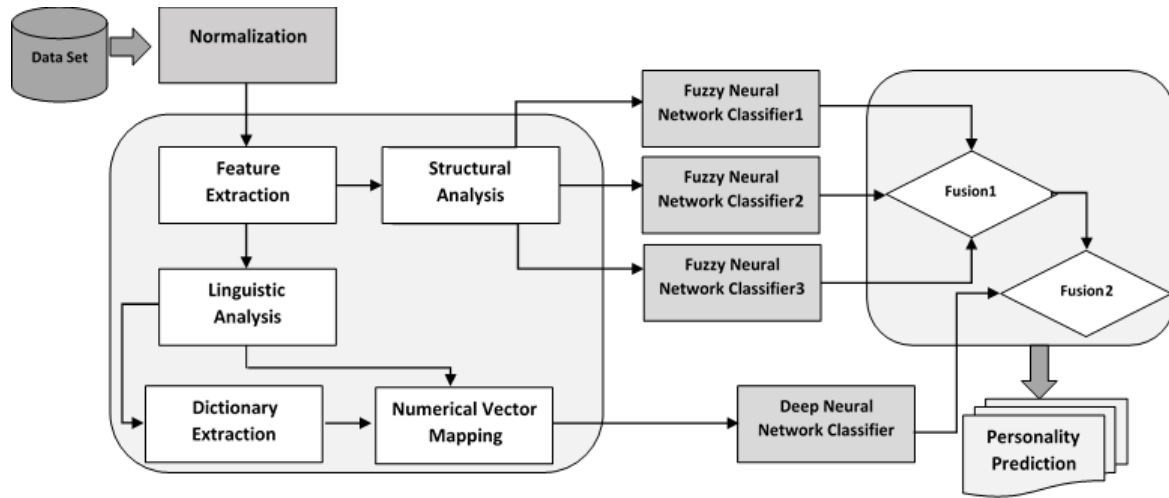 Data Set
Normalization
Feature
Extraction
Structural
Analysis
Linguistic
Analysis
Dictionary
Extraction
Numerical Vector
Mapping
Fuzzy Neural
Network Classifier1
Fuzzy Neural
Network Classifier2
Fuzzy Neural
Network Classifier3
Deep Neural
Network Classifier
Fusion1
Fusion2
Personality
Prediction